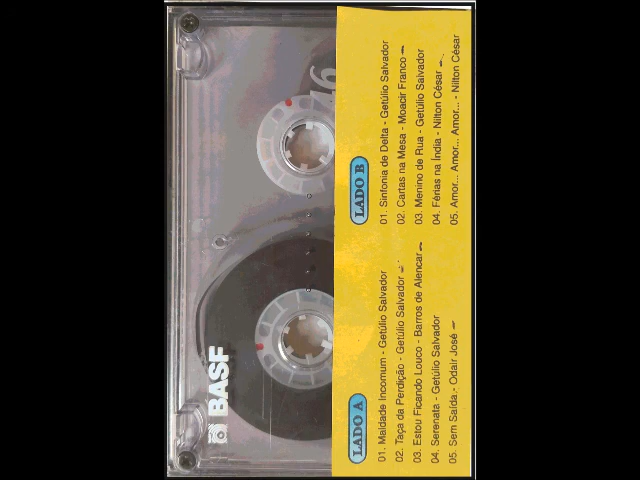 BASF
LADO A
01. Maldade Incomum - Getúlio Salvador
02. Taça da Perdição - Getúlio Salvador
03. Estou Ficando Louco - Barros de Alencar
04. Serenata - Getúlio Salvador
05. Sem Saída - Odair José
LADO B
01. Sinfonia de Delta - Getúlio Salvador
02. Cartas na Mesa - Moacir Franco
03. Menino de Rua - Getúlio Salvador
04. Férias na Índia - Nilton César
05. Amor... Amor... Amor... - Nilton César